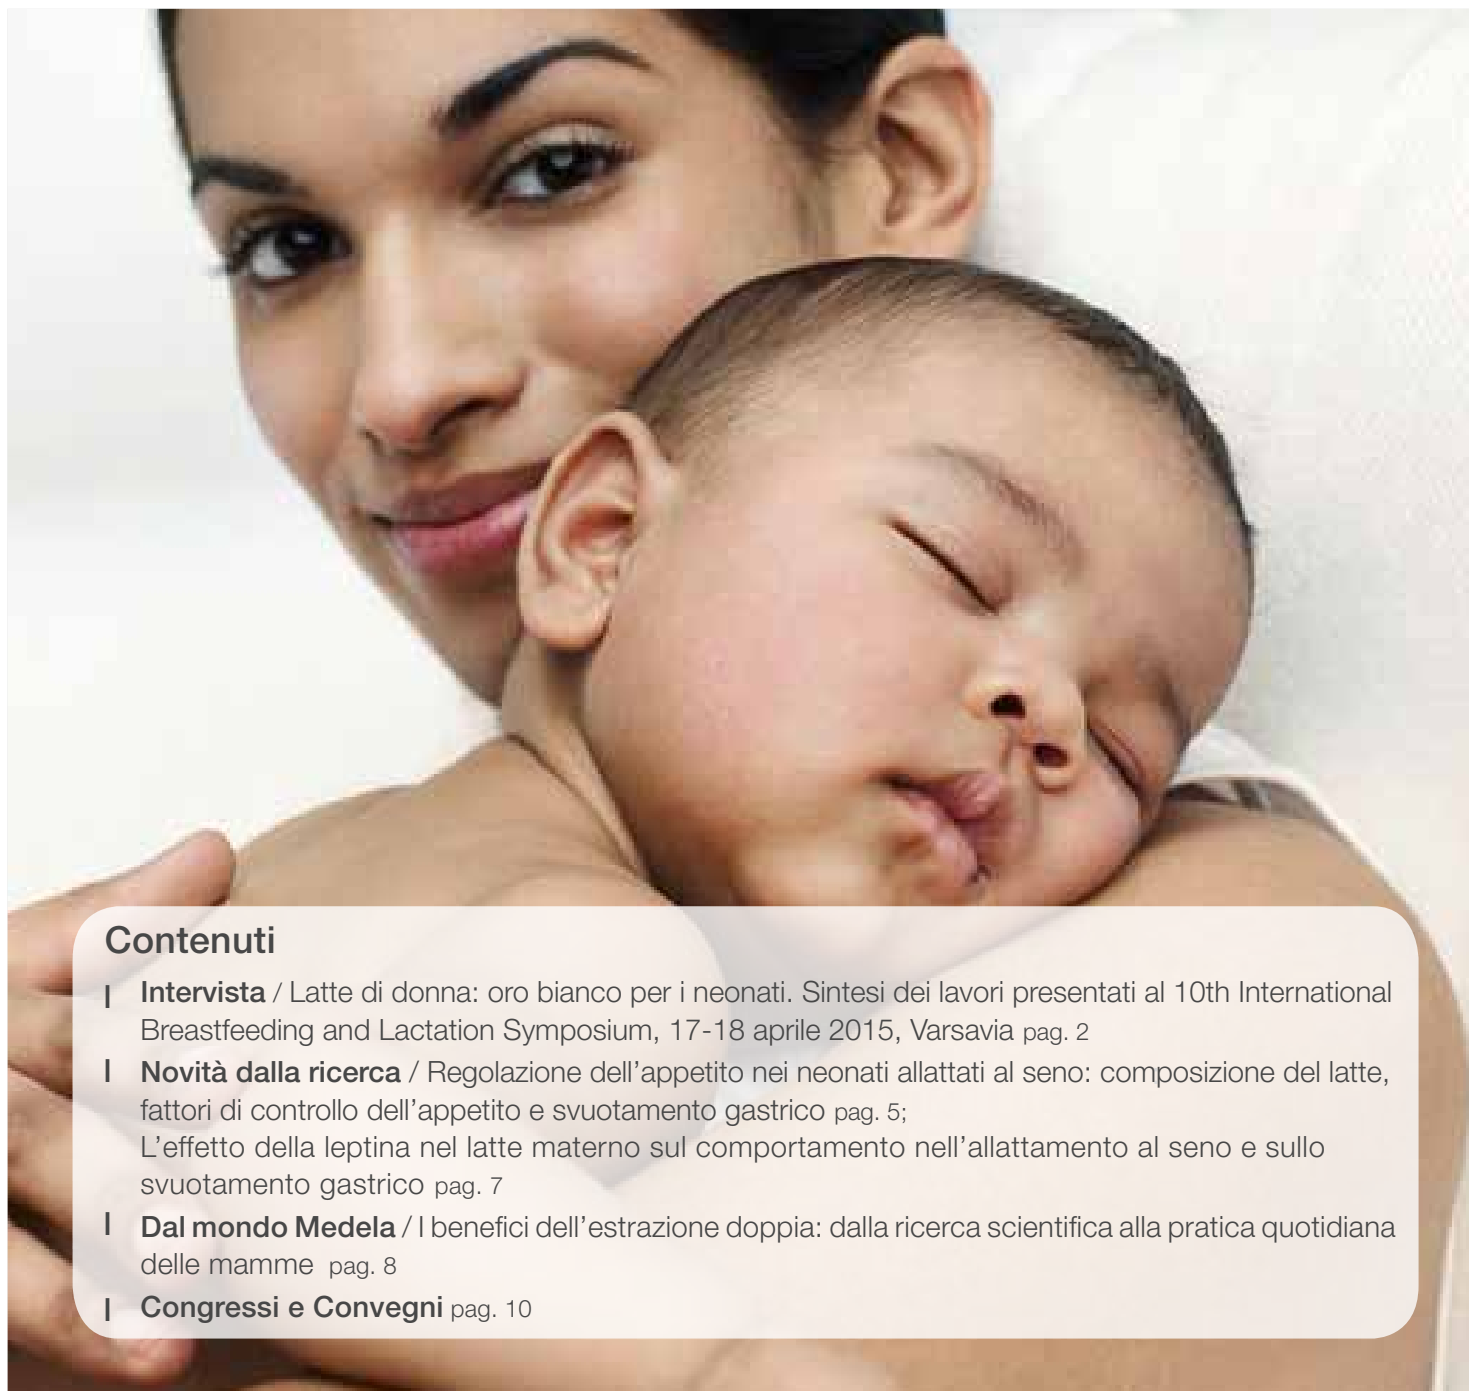 Contenuti
Intervista / Latte di donna: oro bianco per i neonati. Sintesi dei lavori presentati al 10th International
Breastfeeding and Lactation Symposium, 17-18 aprile 2015, Varsavia pag. 2
Novità dalla ricerca / Regolazione dell'appetito nei neonati allattati al seno: composizione del latte,
fattori di controllo dell'appetito e svuotamento gastrico pag. 5;
L'effetto della leptina nel latte materno sul comportamento nell'allattamento al seno e sullo
svuotamento gastrico pag. 7
Dal mondo Medela / I benefici dell'estrazione doppia: dalla ricerca scientifica alla pratica quotidiana
delle mamme pag. 8
Congressi e Convegni pag. 10